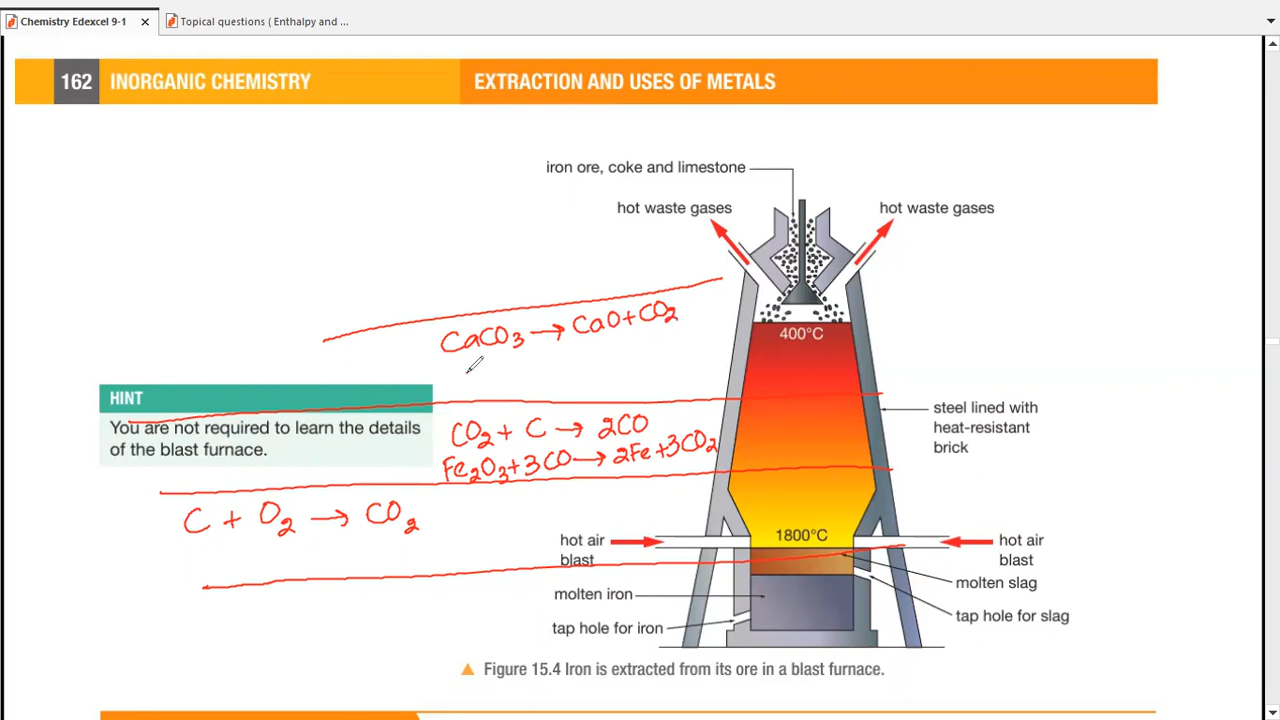 Chemistry Edexcel 9-1
Topical questions ( Enthalpy and ...
162 INORGANIC CHEMISTRY
EXTRACTION AND USES OF METALS
iron ore, coke and limestone
hot waste gases
hot waste gases
CaCO₃ → CaO + CO₂
400°C
HINT
You are not required to learn the details
of the blast furnace.
CO₂ + C → 2CO
Fe₂O₃ + 3CO → 2Fe + 3CO₂
steel lined with
heat-resistant
brick
C + O₂ → CO₂
1800°C
hot air
blast
hot air
blast
molten slag
molten iron
tap hole for slag
tap hole for iron
Figure 15.4 Iron is extracted from its ore in a blast furnace.